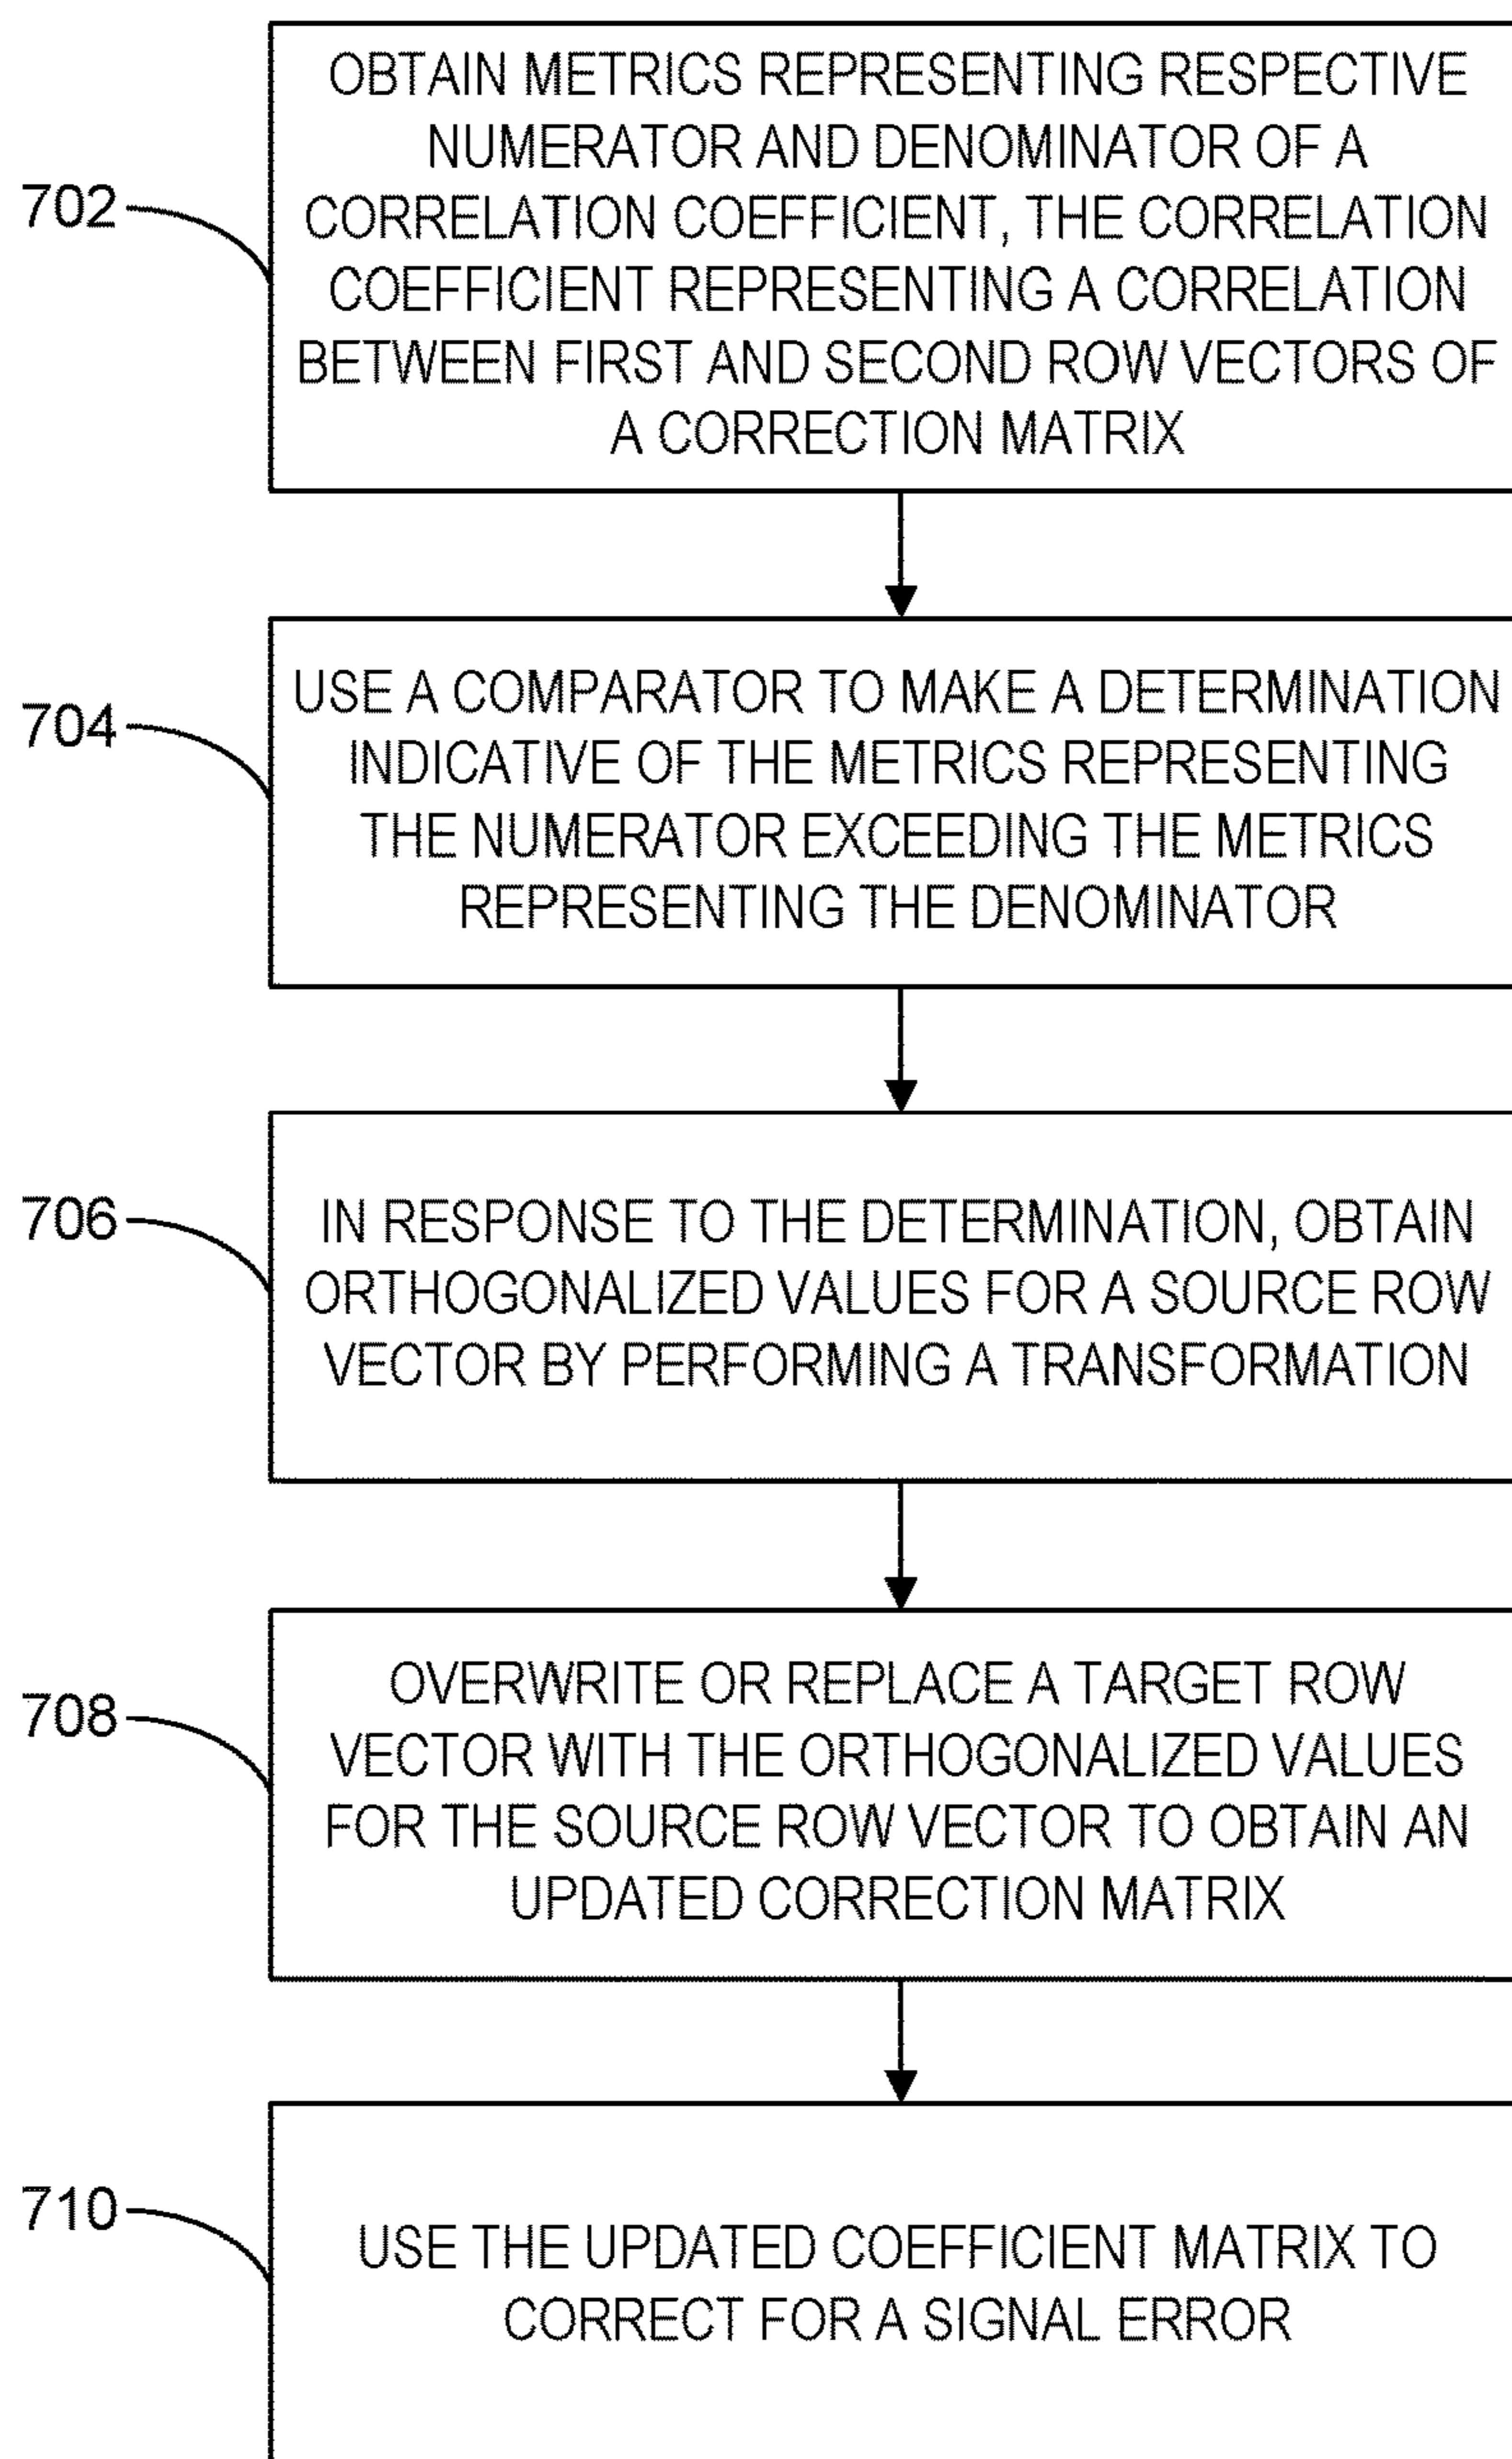 OBTAIN METRICS REPRESENTING RESPECTIVE
NUMERATOR AND DENOMINATOR OF A
702
CORRELATION COEFFICIENT, THE CORRELATION
COEFFICIENT REPRESENTING A CORRELATION
BETWEEN FIRST AND SECOND ROW VECTORS OF
A CORRECTION MATRIX
704
USE A COMPARATOR TO MAKE A DETERMINATION
INDICATIVE OF THE METRICS REPRESENTING
THE NUMERATOR EXCEEDING THE METRICS
REPRESENTING THE DENOMINATOR
706
IN RESPONSE TO THE DETERMINATION, OBTAIN
ORTHOGONALIZED VALUES FOR A SOURCE ROW
VECTOR BY PERFORMING A TRANSFORMATION
708
OVERWRITE OR REPLACE A TARGET ROW
VECTOR WITH THE ORTHOGONALIZED VALUES
FOR THE SOURCE ROW VECTOR TO OBTAIN AN
UPDATED CORRECTION MATRIX
710
USE THE UPDATED COEFFICIENT MATRIX TO
CORRECT FOR A SIGNAL ERROR